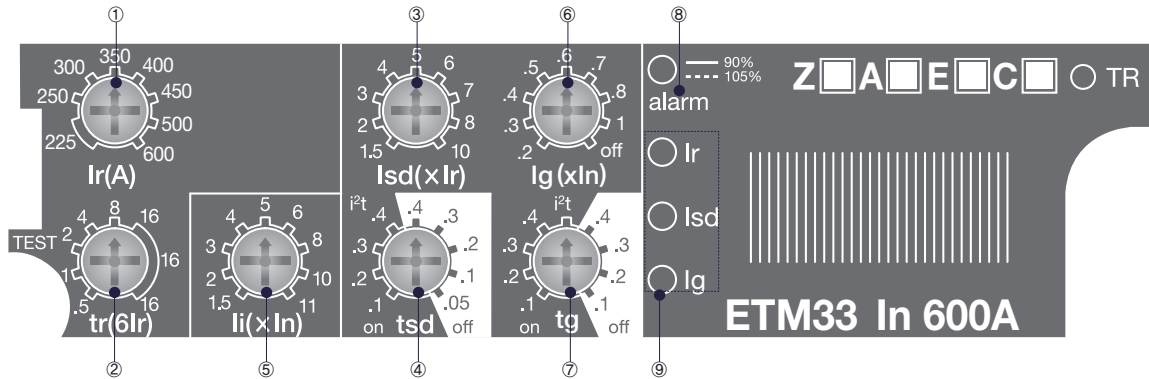 ① ③ ⑥ ⑧
225 250 300 350 400 450 500 600
Ir(A)
1.5 2 3 4 5 6 7 8 10
Isd(×Ir)
.2 .3 .4 .5 .6 .7 .8 1 off
Ig(xIn)
90%
105%
alarm
Z A E C TR
Ir
Isd
Ig
TEST
.5 1 2 4 8 16 16 16
tr(6Ir)
1.5 2 3 4 5 6 8 10 11
Ii(×In)
i²t
.1 .2 .3 .4 .4 .3 .2 .1 .05
on tsd off
i²t
.1 .2 .3 .4 .4 .3 .2 .1
on tg off
ETM33 In 600A
② ⑤ ④ ⑦ ⑨